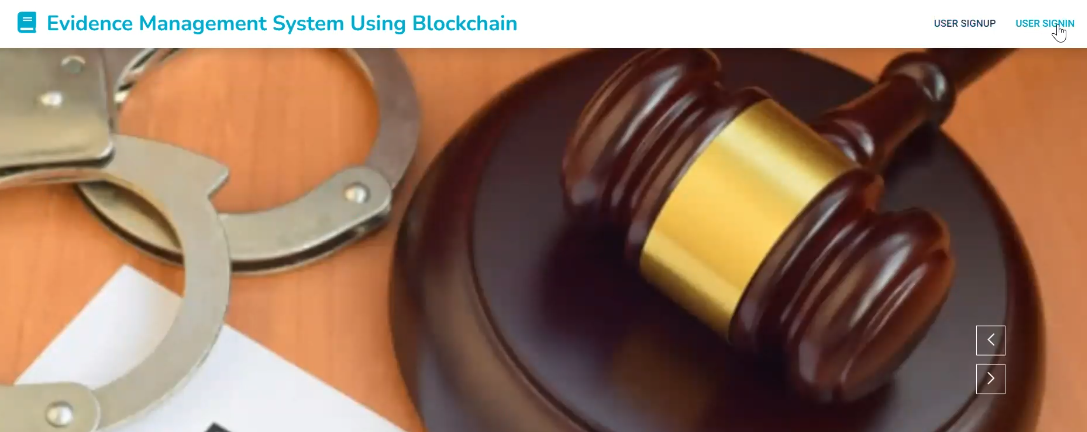 Evidence Management System Using Blockchain
USER SIGNUP
USER SIGNIN